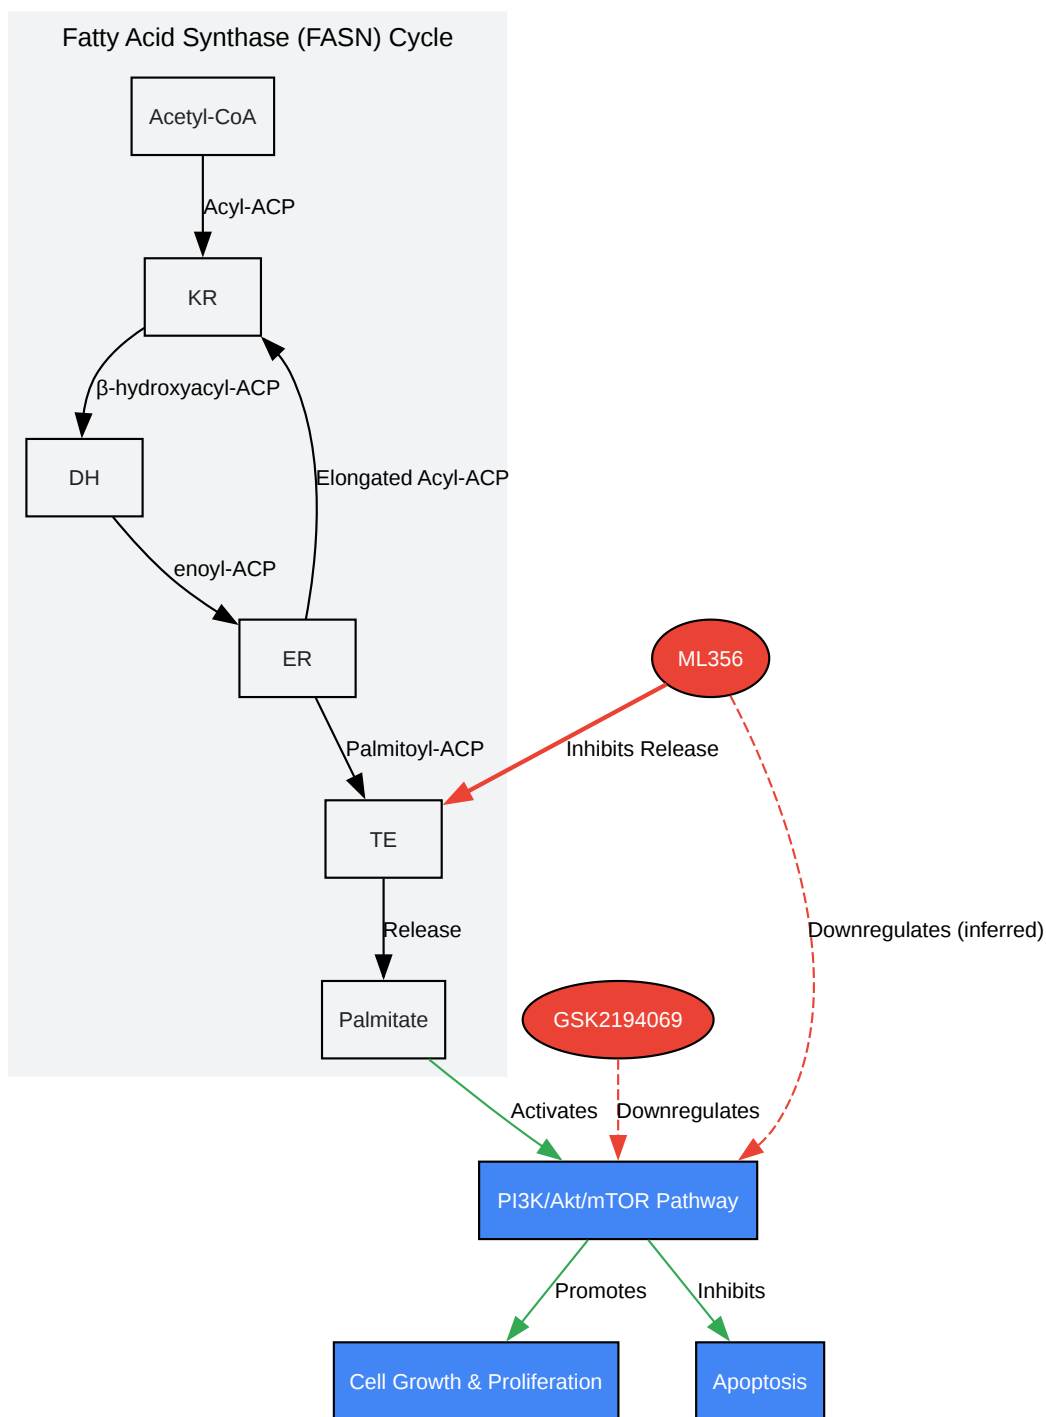 Fatty Acid Synthase (FASN) Cycle
Acetyl-CoA
Acyl-ACP
KR
β-hydroxyacyl-ACP
DH
Elongated Acyl-ACP
enoyl-ACP
ER
ML356
Palmitoyl-ACP
Inhibits Release
TE
Release
Downregulates (inferred)
Palmitate
GSK2194069
Activates
Downregulates
PI3K/Akt/mTOR Pathway
Promotes
Inhibits
Cell Growth & Proliferation
Apoptosis